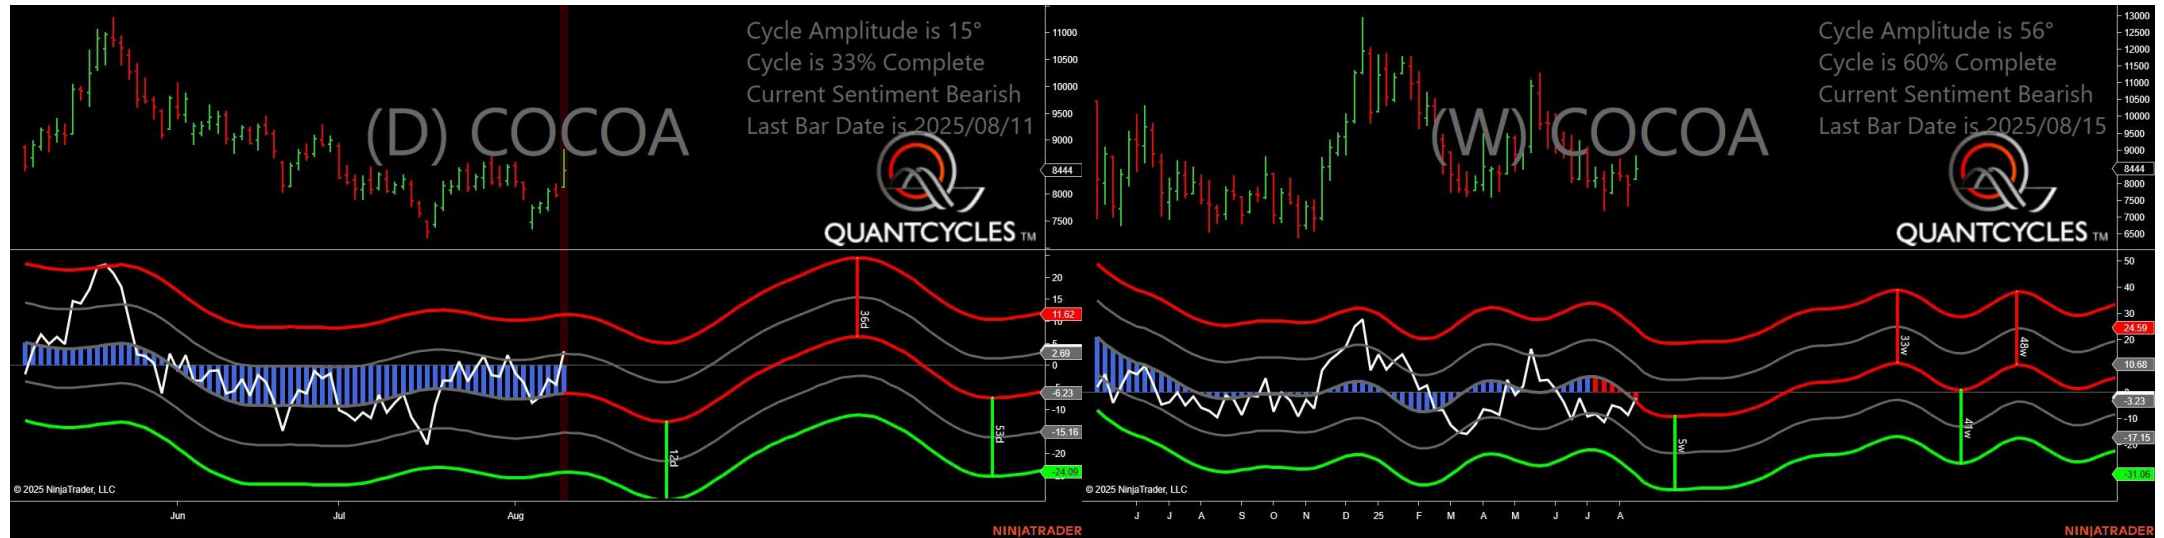 Cycle Amplitude is 15°
Cycle is 33% Complete
Current Sentiment Bearish
Last Bar Date is 2025/08/11
(D) COCOA
QUANTCYCLES TM
11000
10500
9500
9000
8444
8000
7500
20
15
11.62
10
5
2.69
0
-6.23
-10
-15.16
-20
-24.09
36d
12d
53d
© 2025 NinjaTrader, LLC
Jun Jul Aug
NINJATRADER
Cycle Amplitude is 56°
Cycle is 60% Complete
Current Sentiment Bearish
Last Bar Date is 2025/08/15
(W) COCOA
QUANTCYCLES TM
13000
12500
12000
11500
11000
10500
10000
9500
9000
8444
8000
7500
7000
6500
50
40
30
24.59
20
10.68
0
-3.23
-10
-17.15
-20
-31.06
33w
48w
5w
41w
© 2025 NinjaTrader, LLC
J J A S O N D 25 F M A M J J A
NINJATRADER